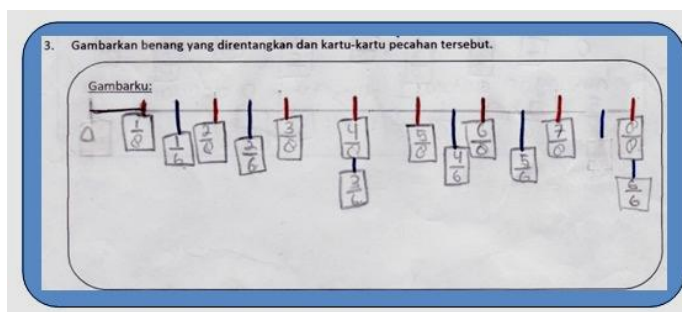 3. Gambarkan benang yang direntangkan dan kartu-kartu pecahan tersebut.
Gambarku:
0 1/8 2/8 3/8 4/8 5/8 6/8 7/8 8/8
1/6 2/6 3/6 4/6 5/6 6/6